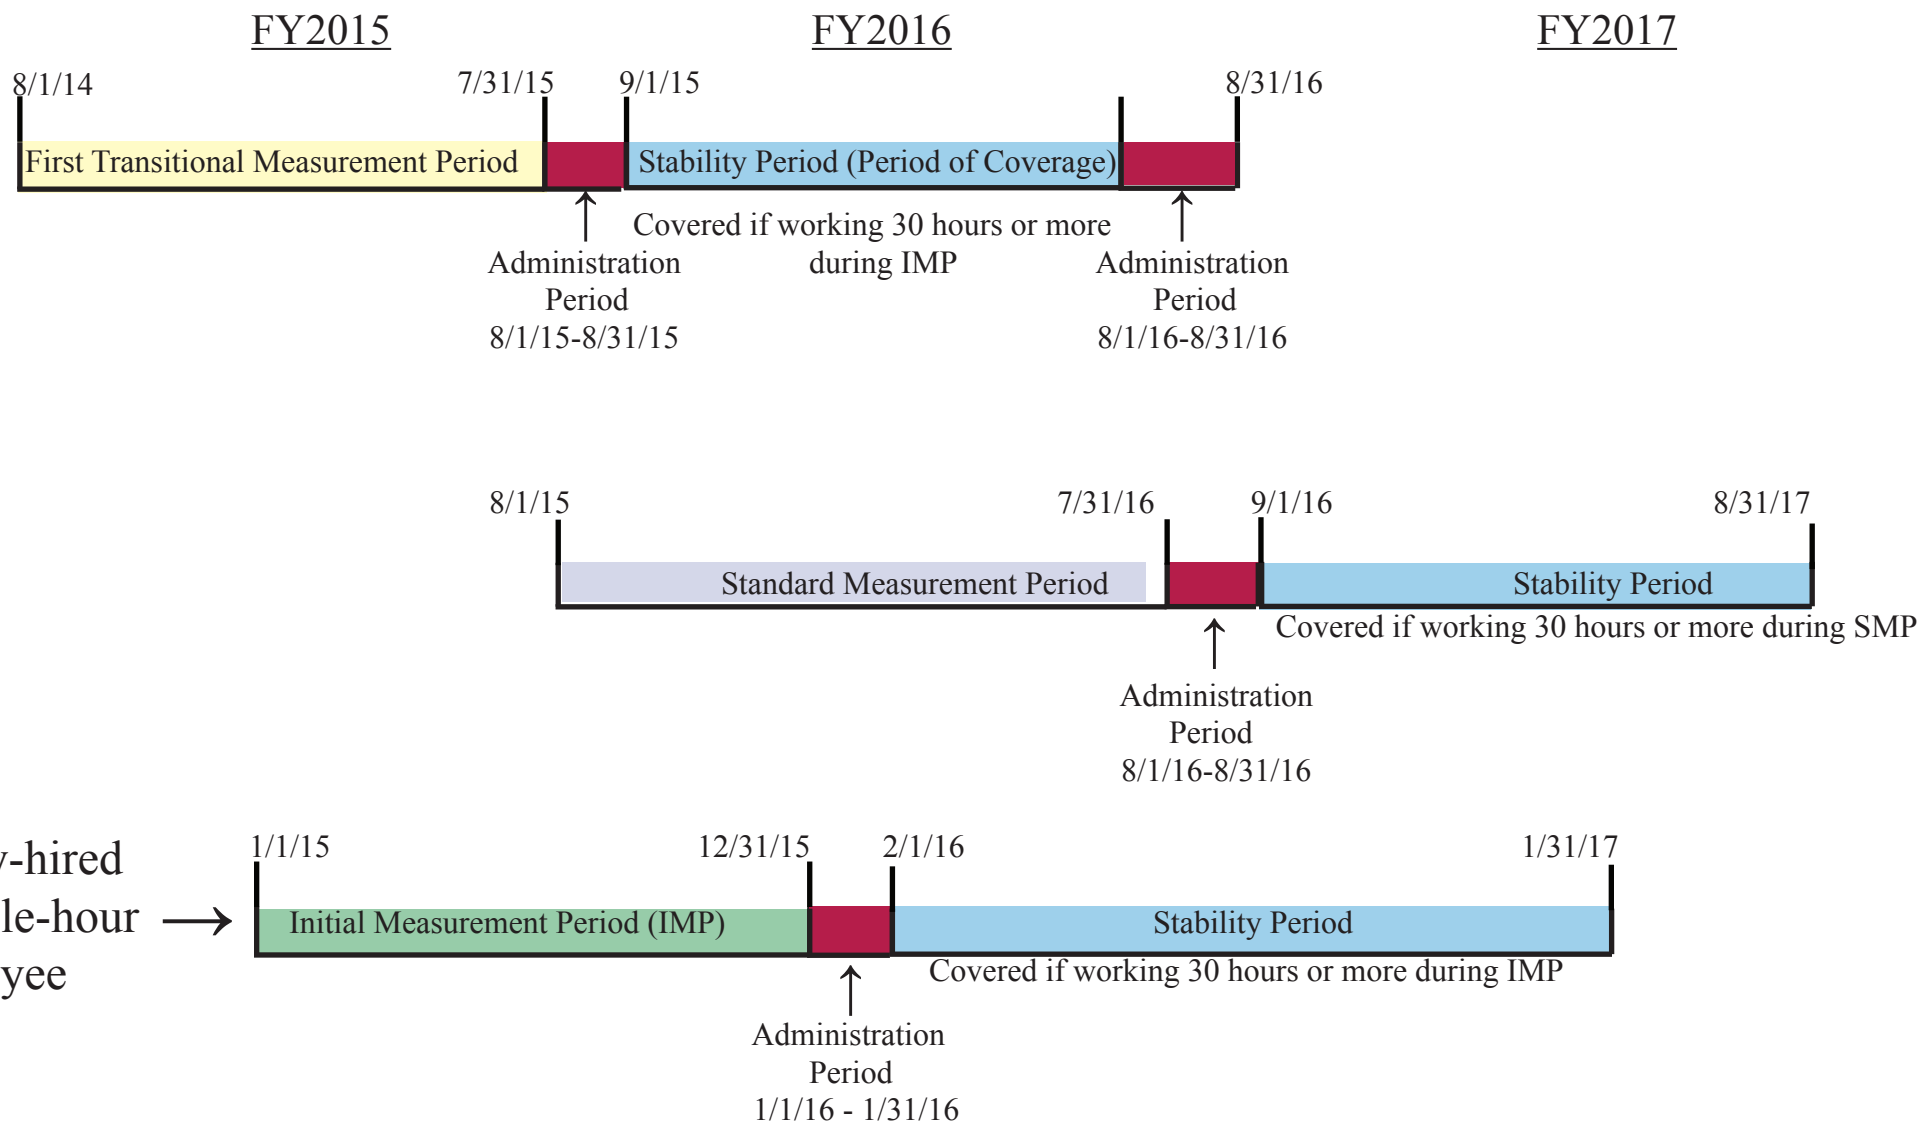 FY2015 FY2016 FY2017
8/1/14 7/31/15 9/1/15 8/31/16
First Transitional Measurement Period Stability Period (Period of Coverage)
Covered if working 30 hours or more
during IMP
Administration
Period
8/1/15-8/31/15
Administration
Period
8/1/16-8/31/16
8/1/15 7/31/16 9/1/16 8/31/17
Standard Measurement Period Stability Period
Covered if working 30 hours or more during SMP
Administration
Period
8/1/16-8/31/16
y-hired
le-hour
yee
1/1/15 12/31/15 2/1/16 1/31/17
Initial Measurement Period (IMP) Stability Period
Covered if working 30 hours or more during IMP
Administration
Period
1/1/16 - 1/31/16